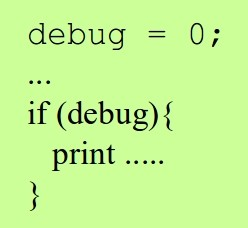 debug = 0;
...
if (debug){
print .....
}